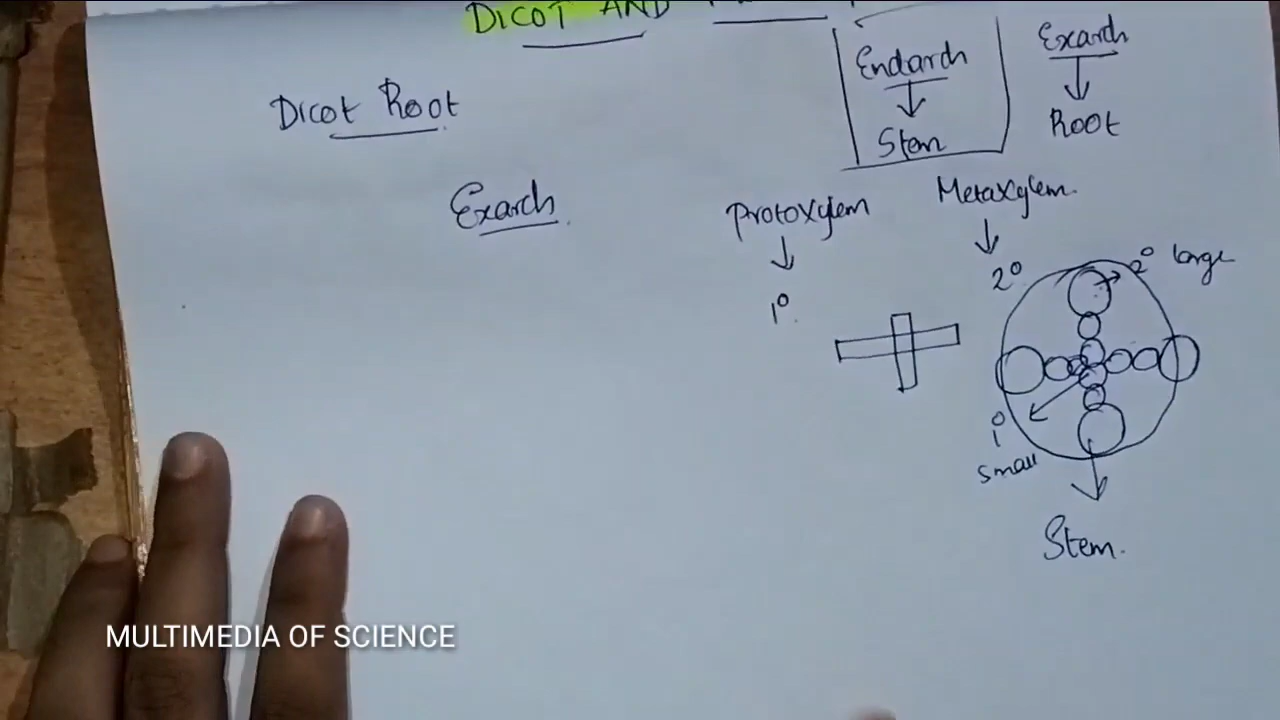 DICOT AND
Endarch
Stem
Exarch
Root
Dicot Root
Exarch
Protoxylem
1°
Metaxylem.
2°
2° large
1°
small
Stem.
MULTIMEDIA OF SCIENCE